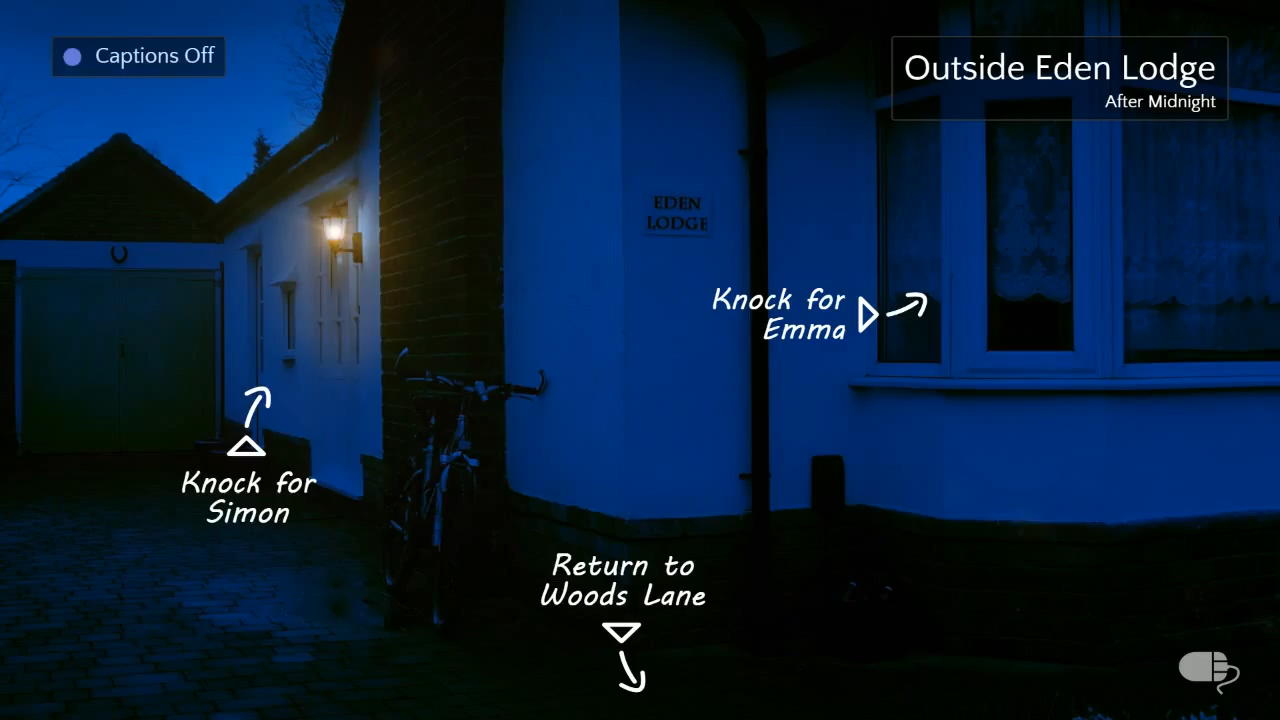 Captions Off
Outside Eden Lodge
After Midnight
EDEN
LODGE
Knock for
Emma
Knock for
Simon
Return to
Woods Lane